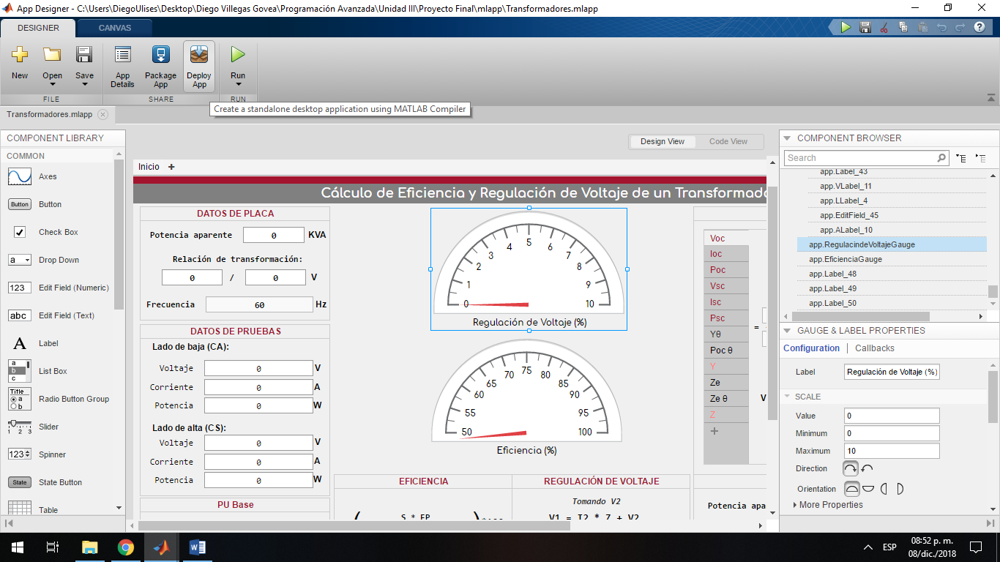 App Designer - C:\Users\DiegoUlises\Desktop\Diego Villegas Govea\Programación Avanzada\Unidad III\Proyecto Final\mlapp\Transformadores.mlapp
DESIGNER
CANVAS
New
Open
Save
App Details
Package App
Deploy App
Run
FILE
SHARE
RUN
Create a standalone desktop application using MATLAB Compiler
Transformadores.mlapp
COMPONENT LIBRARY
COMMON
Axes
Button
Button
Check Box
a
Drop Down
123
Edit Field (Numeric)
abc
Edit Field (Text)
A
Label
a
b
c
List Box
Title
a
b
Radio Button Group
1 2 3
Slider
123
Spinner
State
State Button
Table
Design View
Code View
Inicio
Cálculo de Eficiencia y Regulación de Voltaje de un
DATOS DE PLACA
Potencia aparente 0 KVA
Relación de transformación:
0 / 0 V
Frecuencia 60 Hz
DATOS DE PRUEBAS
Lado de baja (CA):
Voltaje 0 V
Corriente 0 A
Potencia 0 W
Lado de alta (CS):
Voltaje 0 V
Corriente 0 A
Potencia 0 W
PU Base
0 1 2 3 4 5 6 7 8 9 10
Regulación de Voltaje (%)
50 55 60 65 70 75 80 85 90 95 100
Eficiencia (%)
EFICIENCIA
S * FP
REGULACIÓN DE VOLTAJE
Tomando V2
V1 = I2 * Z + V2
Voc
Ioc
Poc
Vsc
Isc
Psc
Yθ
Poc θ
Y
Ze
Ze θ
Z
+
=
V
Potencia
COMPONENT BROWSER
Search
app.Label_43
app.VLabel_11
app.LLabel_4
app.EditField_45
app.ALabel_10
app.RegulacindeVoltajeGauge
app.EficienciaGauge
app.Label_48
app.Label_49
app.Label_50
GAUGE & LABEL PROPERTIES
Configuration | Callbacks
Label Regulación de Voltaje (%)
SCALE
Value 0
Minimum 0
Maximum 10
Direction
Orientation
More Properties
ESP
08:52 p. m.
08/dic./2018